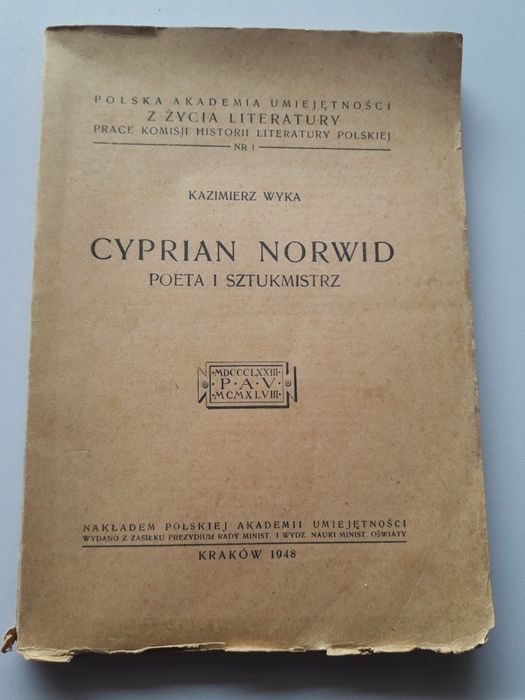 POLSKA AKADEMIA UMIEJĘTNOŚCI
Z ŻYCIA LITERATURY
PRACE KOMISJI HISTORII LITERATURY POLSKIEJ
NR 1
KAZIMIERZ WYKA
CYPRIAN NORWID
POETA I SZTUKMISTRZ
·MDCCCLXXIII·
P·A·V·
·MCMXLVIII·
NAKŁADEM POLSKIEJ AKADEMII UMIEJĘTNOŚCI
WYDANO Z ZASIŁKU PREZYDIUM RADY MINIST. I WYDZ. NAUKI MINIST. OŚWIATY
KRAKÓW 1948